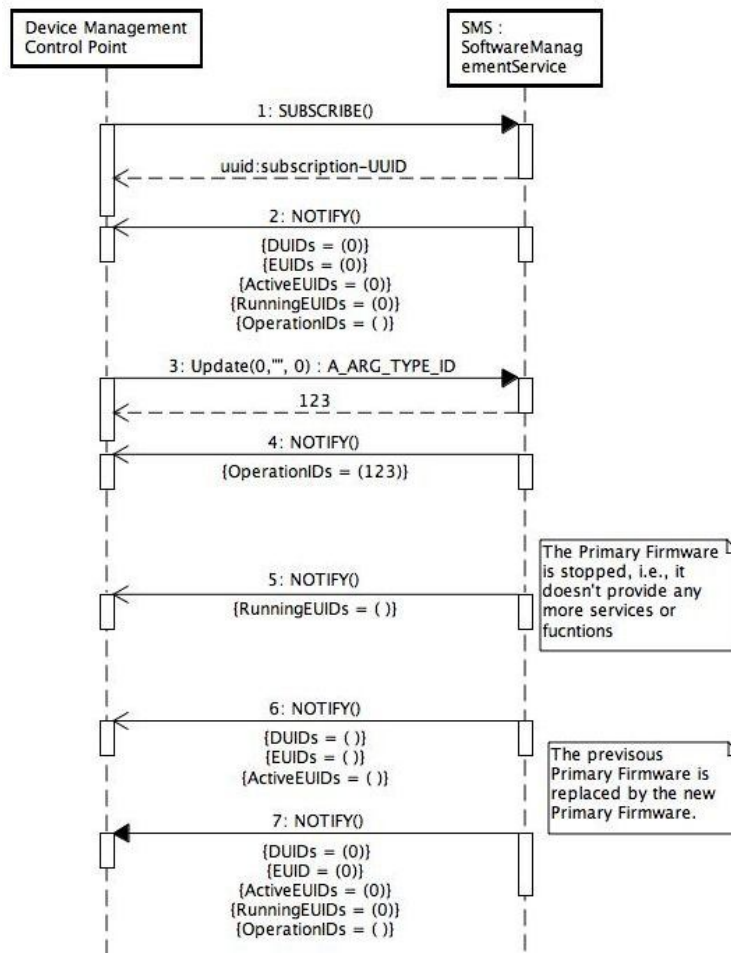 Device Management
Control Point
SMS :
SoftwareManag
ementService
1: SUBSCRIBE()
uuid:subscription-UUID
2: NOTIFY()
{DUIDs = (0)}
{EUIDs = (0)}
{ActiveEUIDs = (0)}
{RunningEUIDs = (0)}
{OperationIDs = ( )}
3: Update(0,"", 0) : A_ARG_TYPE_ID
123
4: NOTIFY()
{OperationIDs = (123)}
The Primary Firmware
is stopped, i.e., it
doesn't provide any
more services or
fucntions
5: NOTIFY()
{RunningEUIDs = ( )}
6: NOTIFY()
{DUIDs = ( )}
{EUIDs = ( )}
{ActiveEUIDs = ( )}
The previsous
Primary Firmware is
replaced by the new
Primary Firmware.
7: NOTIFY()
{DUIDs = (0)}
{EUID = (0)}
{ActiveEUIDs = (0)}
{RunningEUIDs = (0)}
{OperationIDs = ( )}